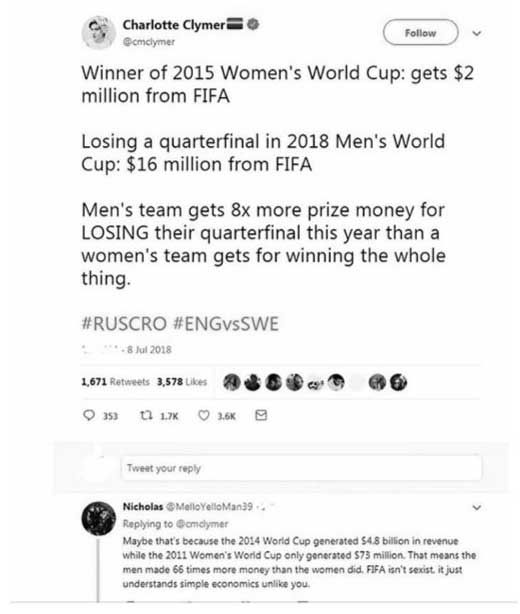 Charlotte Clymer
@cmclymer
Follow
Winner of 2015 Women's World Cup: gets $2
million from FIFA
Losing a quarterfinal in 2018 Men's World
Cup: $16 million from FIFA
Men's team gets 8x more prize money for
LOSING their quarterfinal this year than a
women's team gets for winning the whole
thing.
#RUSCRO #ENGvsSWE
- 8 Jul 2018
1,671 Retweets 3,578 Likes
353 1.7K 3.6K
Tweet your reply
Nicholas @MelloYelloMan39
Replying to @cmclymer
Maybe that's because the 2014 World Cup generated $4.8 billion in revenue
while the 2011 Women's World Cup only generated $73 million. That means the
men made 66 times more money than the women did. FIFA isn't sexist, it just
understands simple economics unlike you.